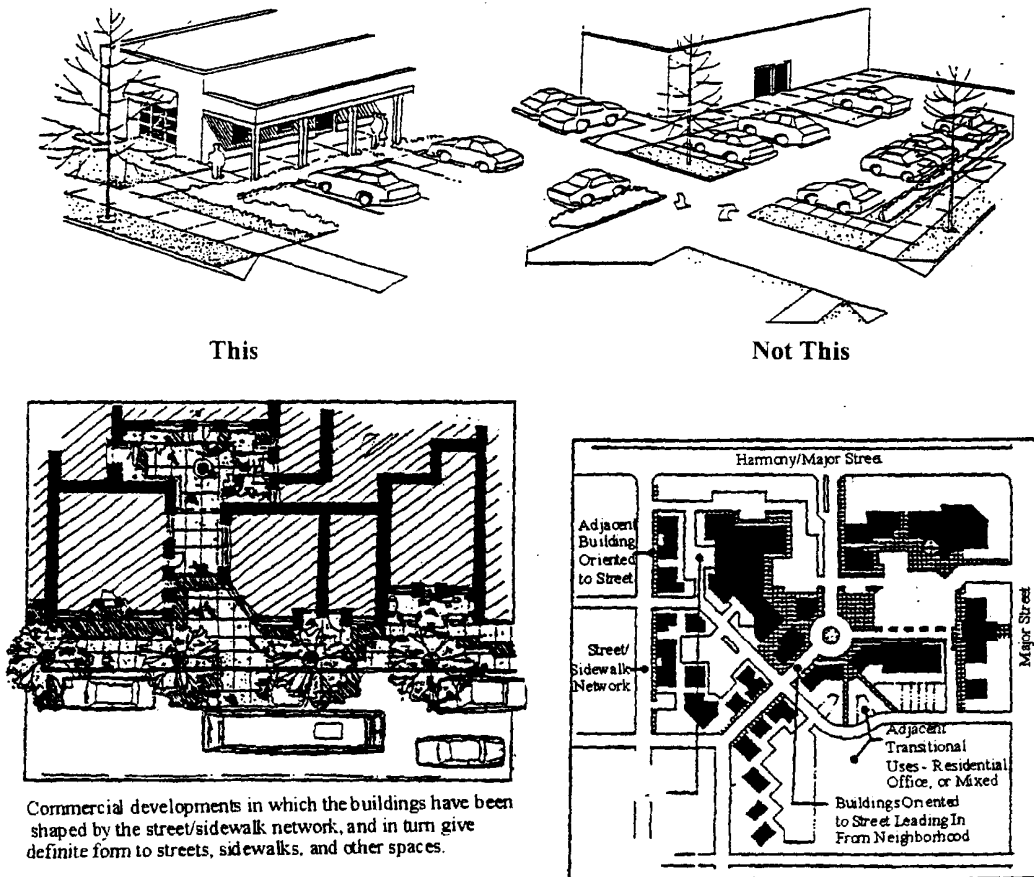 This
Not This
Harmony/Major Street
Adjacent
Building
Oriented
to Street
Street/
Sidewalk
Network
Major Street
Adjacent
Transitional
Uses - Residential
Office, or Mixed
Buildings Oriented
to Street Leading In
From Neighborhood
Commercial developments in which the buildings have been
shaped by the street/sidewalk network, and in turn give
definite form to streets, sidewalks, and other spaces.